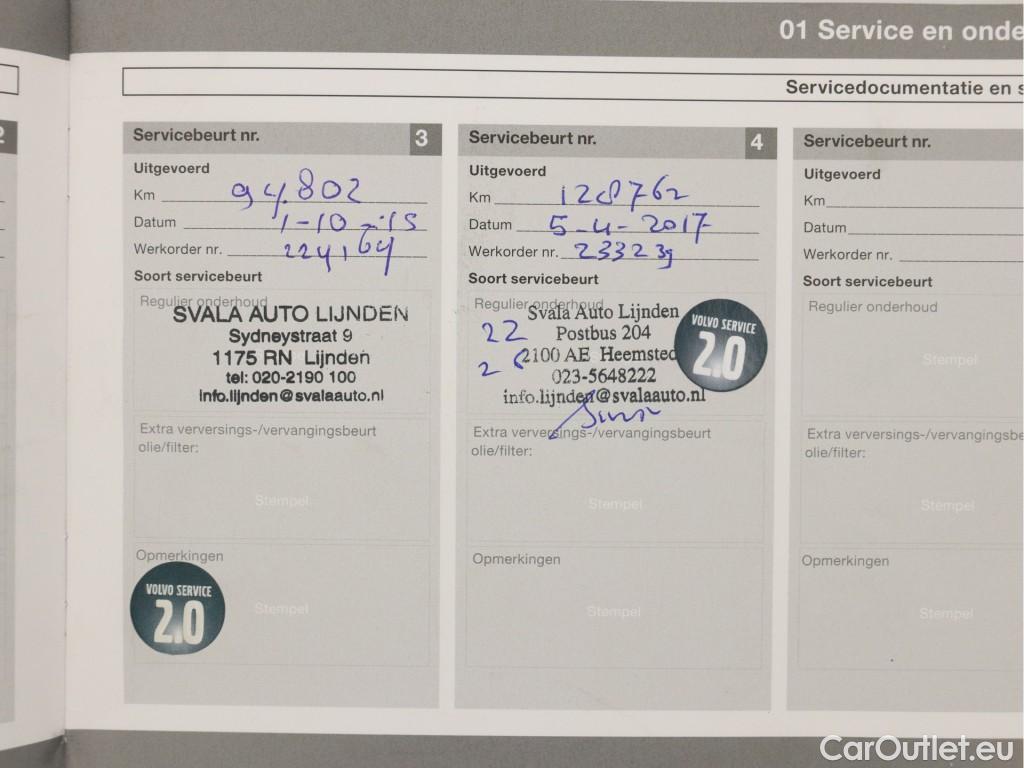 01 Service en onde
Servicedocumentatie en s
Servicebeurt nr. 3
Uitgevoerd
Km 94.802
Datum 1-10-'15
Werkorder nr. 224,164
Soort servicebeurt
Regulier onderhoud
SVALA AUTO LIJNDEN
Sydneystraat 9
1175 RN Lijnden
tel: 020-2190 100
info.lijnden@svalaauto.nl
Extra verversings-/vervangingsbeurt
olie/filter:
Stempel
Opmerkingen
VOLVO SERVICE
2.0
Stempel
Servicebeurt nr. 4
Uitgevoerd
Km 128762
Datum 5-4-2017
Werkorder nr. 233239
Soort servicebeurt
Regulier onderhoud
Svala Auto Lijnden
22 Postbus 204
2100 AE Heemsted
023-5648222
info.lijnden@svalaauto.nl
VOLVO SERVICE
2.0
Extra verversings-/vervangingsbeurt
olie/filter:
Stempel
Opmerkingen
Stempel
Servicebeurt nr.
Uitgevoerd
Km
Datum
Werkorder nr.
Soort servicebeurt
Regulier onderhoud
Stempel
Extra verversings-/vervangingsbe
olie/filter:
Stempel
Opmerkingen
Stempel
CarOutlet.eu